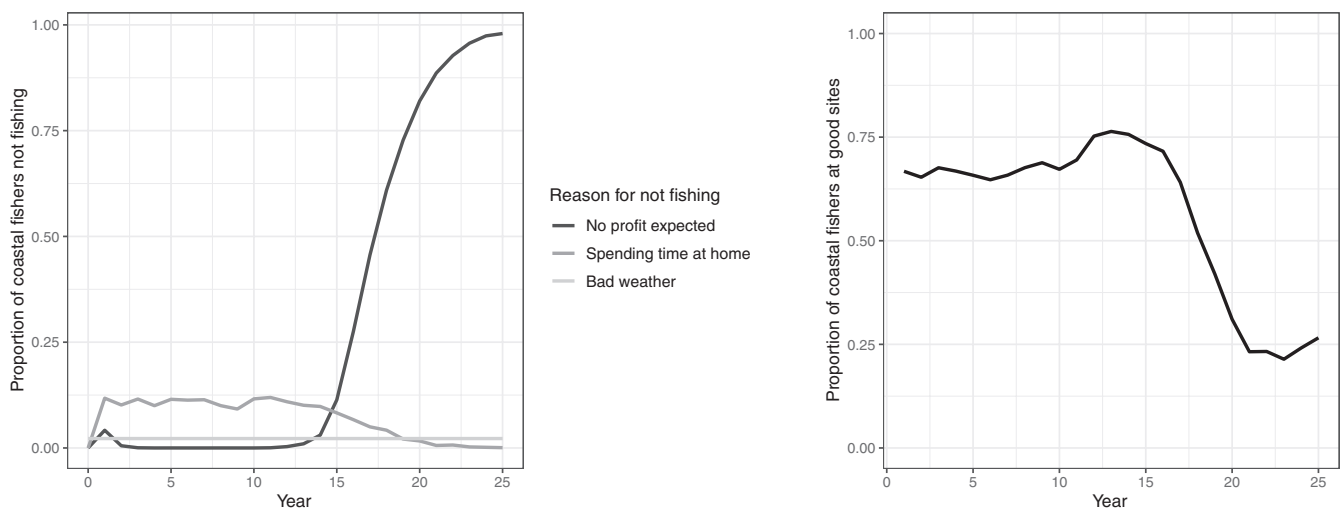 Proportion of coastal fishers not fishing
1.00
0.75
0.50
0.25
0.00
0 5 10 15 20 25
Year
Reason for not fishing
No profit expected
Spending time at home
Bad weather
Proportion of coastal fishers at good sites
1.00
0.75
0.50
0.25
0.00
0 5 10 15 20 25
Year